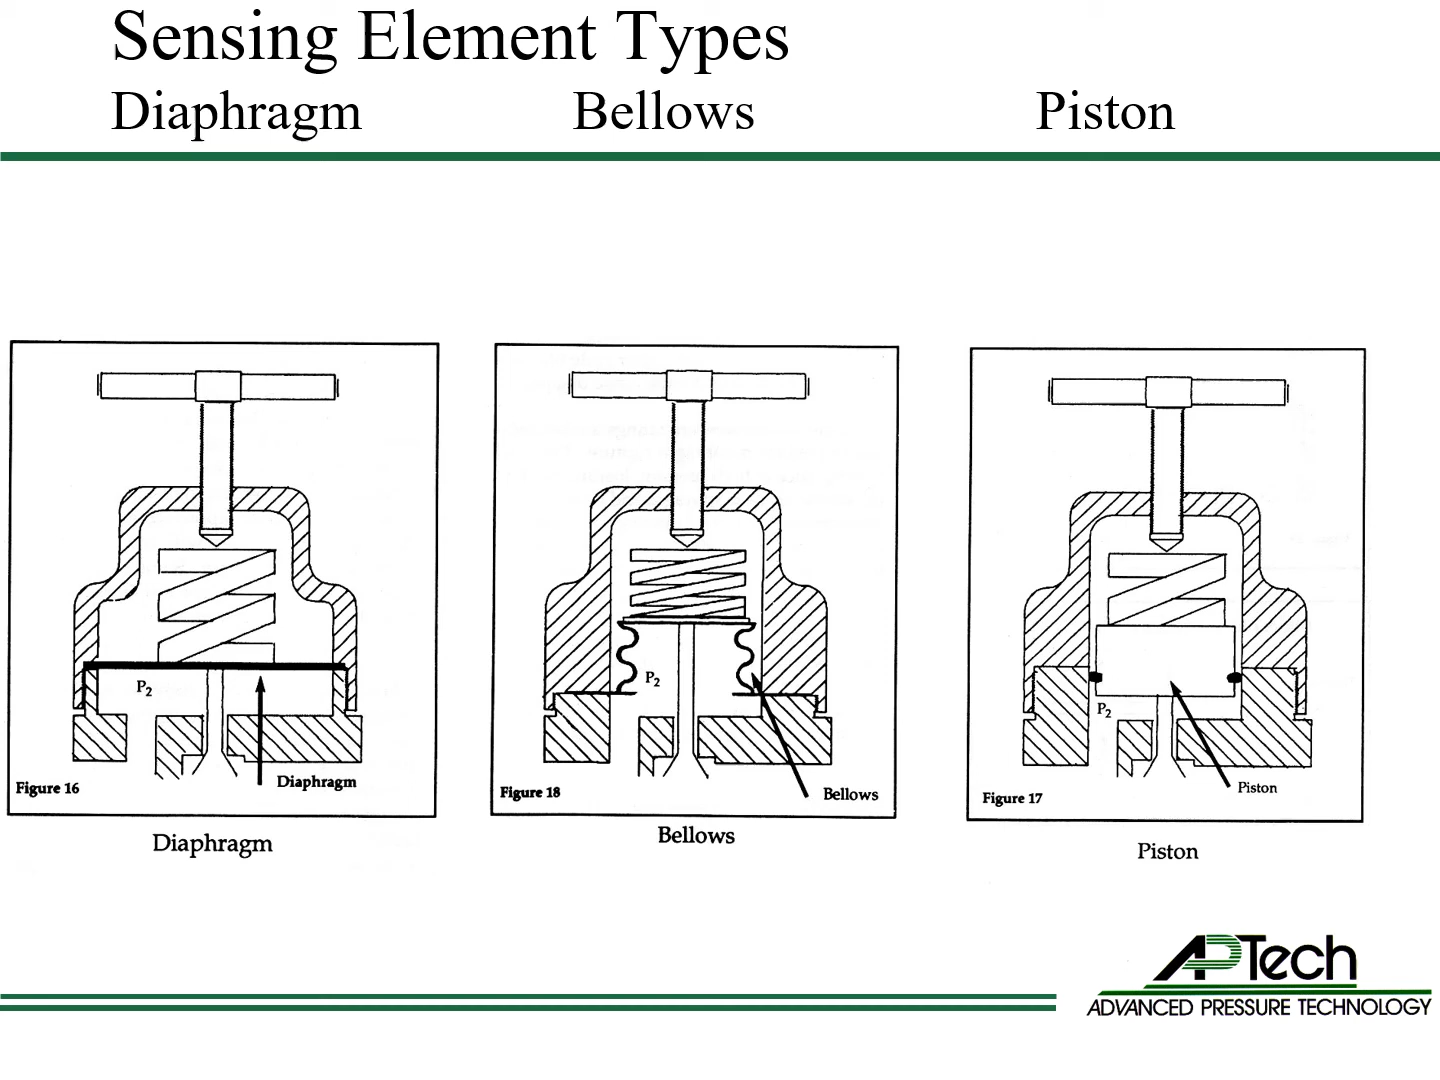 Sensing Element Types
Diaphragm Bellows Piston
P2
Diaphragm
Figure 16
Diaphragm
P2
Bellows
Figure 18
Bellows
P2
Piston
Figure 17
Piston
APTech
ADVANCED PRESSURE TECHNOLOGY